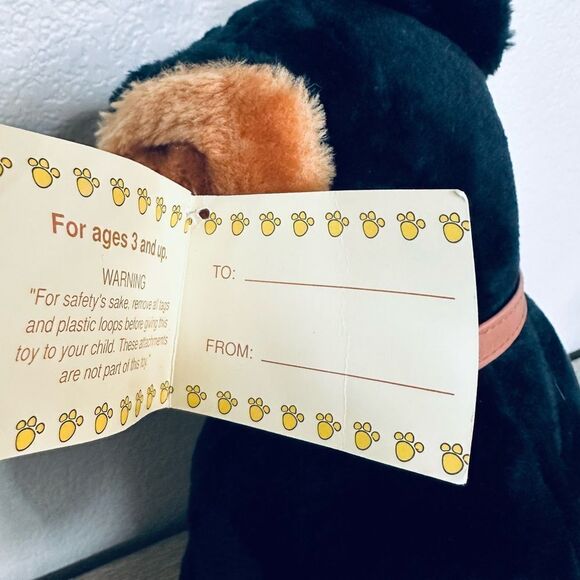 For ages 3 and up.
WARNING
"For safety's sake, remove all tags
and plastic loops before giving this
toy to your child. These attachments
are not part of this toy."
TO:
FROM: